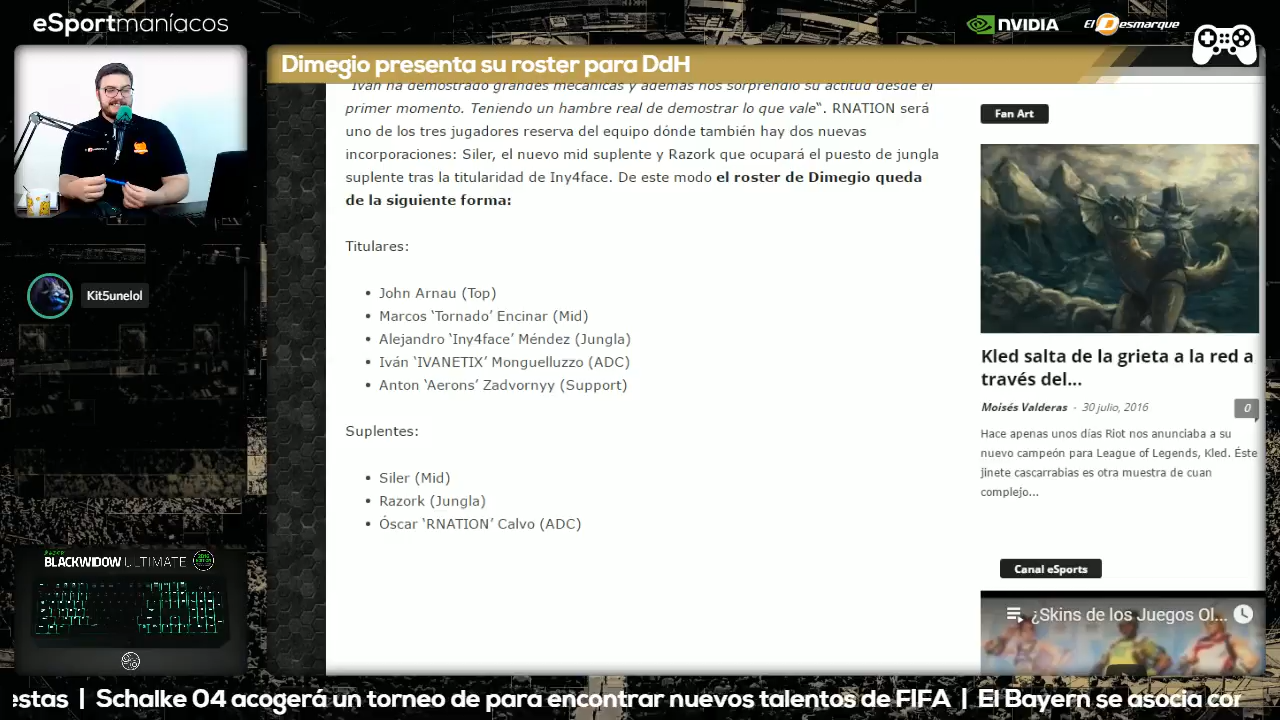 eSportmaníacos
NVIDIA
El Desmarque
Dimegio presenta su roster para DdH
"Iván ha demostrado grandes mecánicas y además nos sorprendió su actitud desde el
primer momento. Teniendo un hambre real de demostrar lo que vale“. RNATION será
uno de los tres jugadores reserva del equipo dónde también hay dos nuevas
incorporaciones: Siler, el nuevo mid suplente y Razork que ocupará el puesto de jungla
suplente tras la titularidad de Iny4face. De este modo el roster de Dimegio queda
de la siguiente forma:
Titulares:
• John Arnau (Top)
• Marcos ‘Tornado’ Encinar (Mid)
• Alejandro ‘Iny4face’ Méndez (Jungla)
• Iván ‘IVANETIX’ Monguelluzzo (ADC)
• Anton ‘Aerons’ Zadvornyy (Support)
Suplentes:
• Siler (Mid)
• Razork (Jungla)
• Óscar ‘RNATION’ Calvo (ADC)
Fan Art
Kled salta de la grieta a la red a
través del...
Moisés Valderas - 30 julio, 2016
0
Hace apenas unos días Riot nos anunciaba a su
nuevo campeón para League of Legends, Kled. Éste
jinete cascarrabias es otra muestra de cuan
complejo...
Canal eSports
¿Skins de los Juegos Ol...
Kit5unelol
RAZER
BLACKWIDOW ULTIMATE
estas | Schalke 04 acogerá un torneo de para encontrar nuevos talentos de FIFA | El Bayern se asocia con